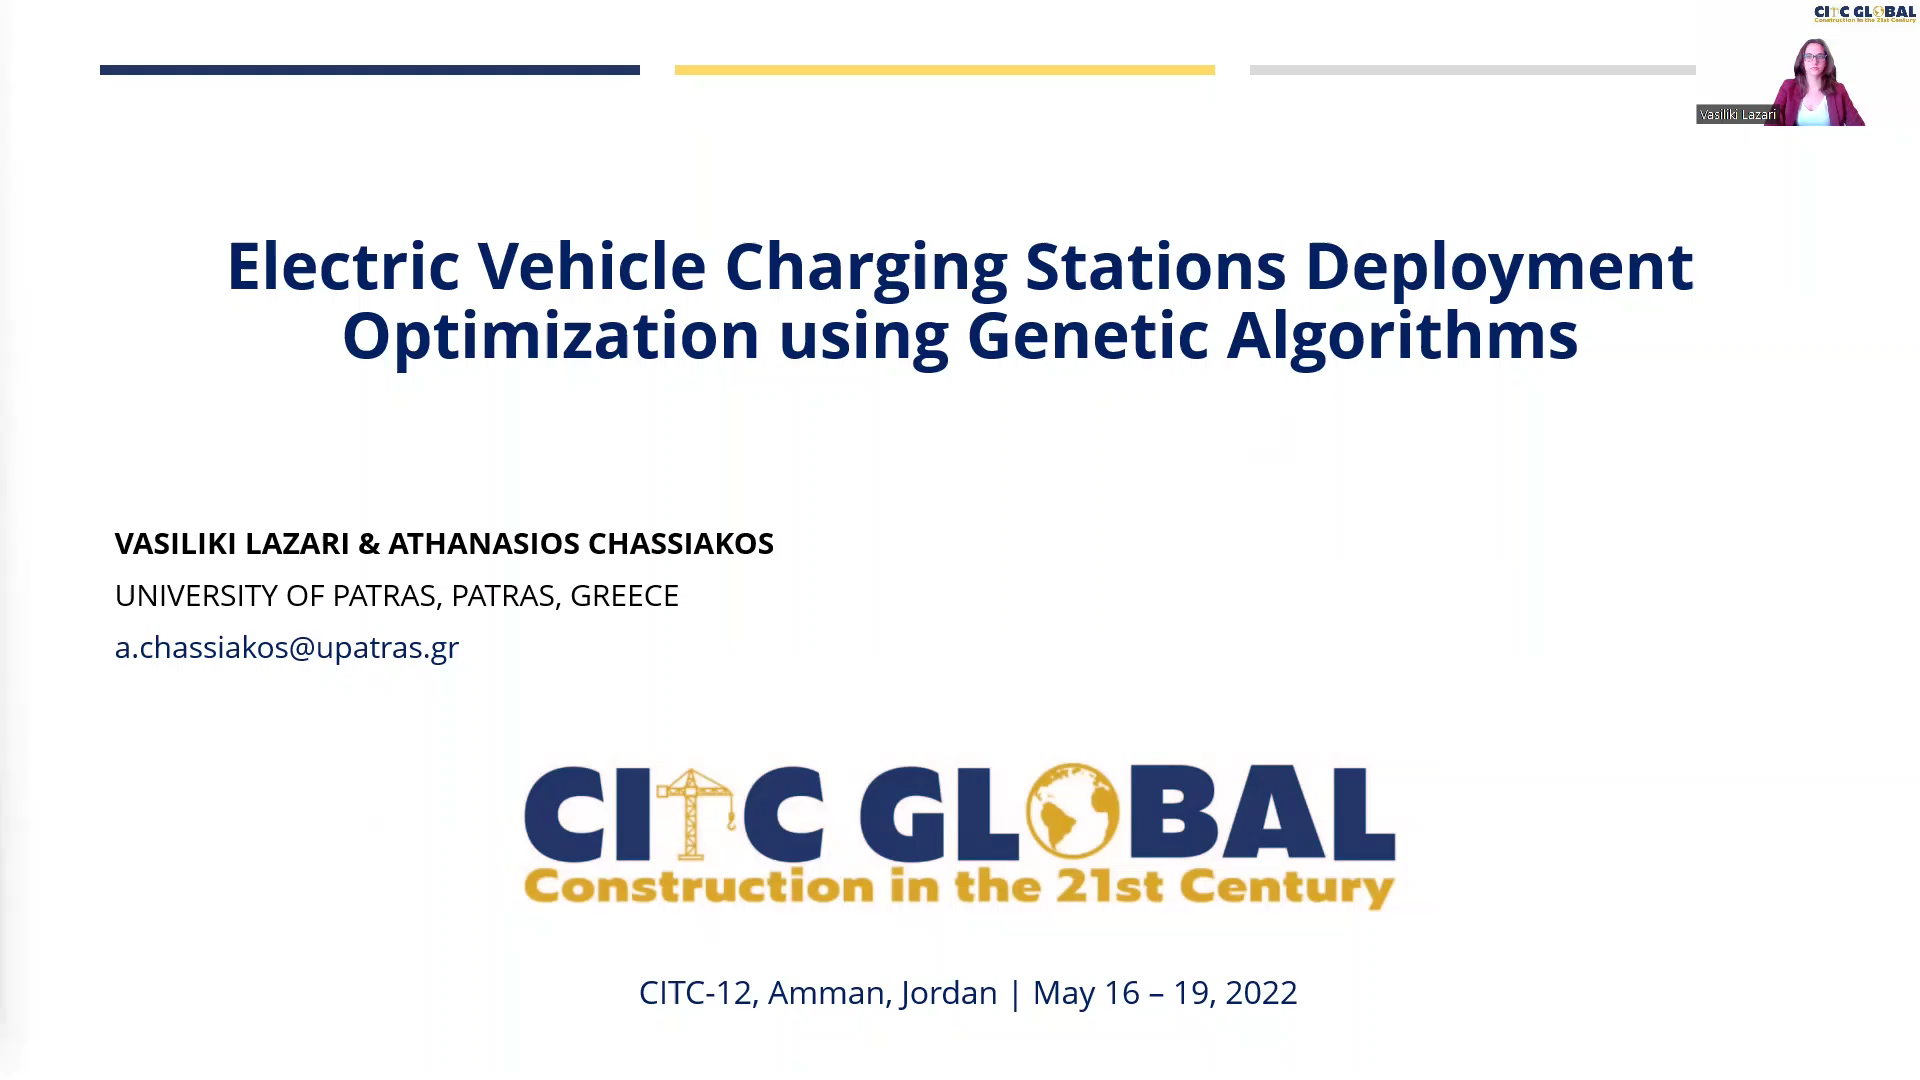 CITC GLOBAL
Construction in the 21st Century
Vasiliki Lazari
Electric Vehicle Charging Stations Deployment
Optimization using Genetic Algorithms
VASILIKI LAZARI & ATHANASIOS CHASSIAKOS
UNIVERSITY OF PATRAS, PATRAS, GREECE
a.chassiakos@upatras.gr
CITC GLOBAL
Construction in the 21st Century
CITC-12, Amman, Jordan | May 16 – 19, 2022